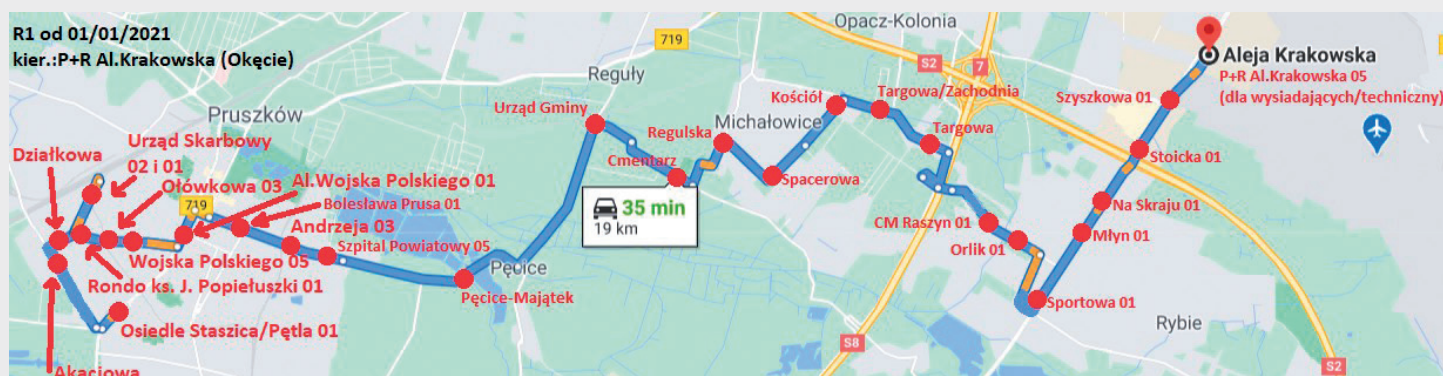 R1 od 01/01/2021
kier.:P+R Al.Krakowska (Okęcie)
719
Opacz-Kolonia
S2
7
Aleja Krakowska
P+R Al.Krakowska 05
(dla wysiadających/techniczny)
Reguły
Urząd Gminy
Kościół
Targowa/Zachodnia
Szyszkowa 01
Pruszków
Michałowice
Regulska
Targowa
Działkowa
Urząd Skarbowy
02 i 01
Ołówkowa 03
Al.Wojska Polskiego 01
719
Bolesława Prusa 01
Cmentarz
Spacerowa
Stoicka 01
Na Skraju 01
35 min
19 km
Andrzeja 03
Szpital Powiatowy 05
CM Raszyn 01
Młyn 01
Orlik 01
Wojska Polskiego 05
Pęcice
Rondo ks. J. Popiełuszki 01
Pęcice-Majątek
Sportowa 01
Osiedle Staszica/Pętla 01
Rybie
S8
S2
Akacjowa